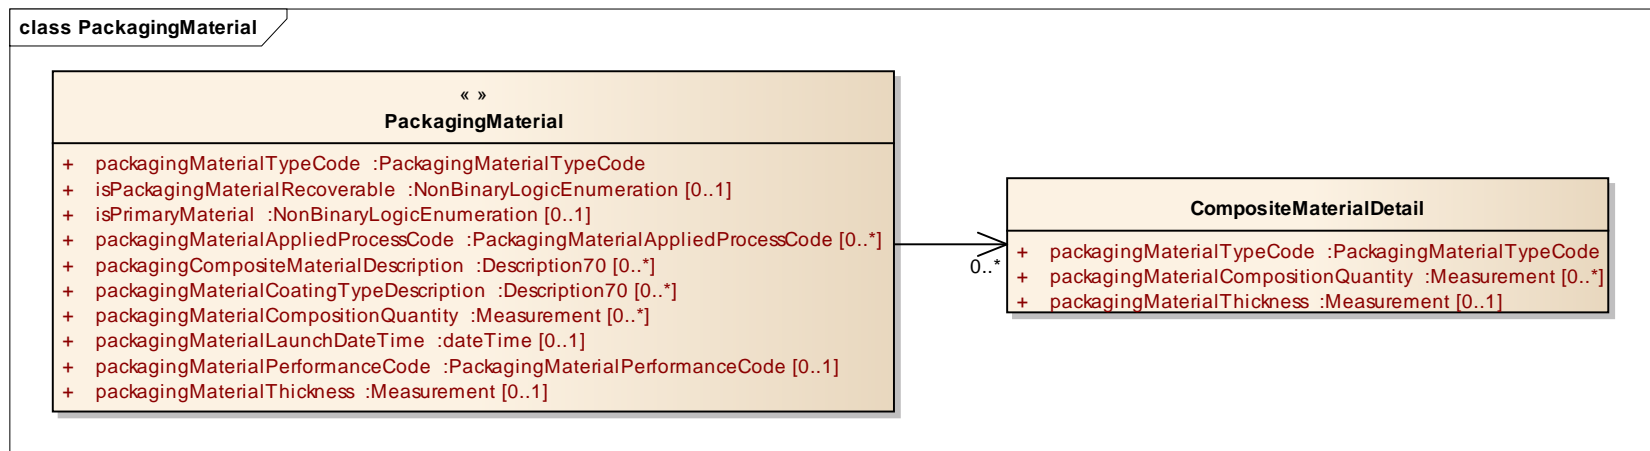 class PackagingMaterial
« »
PackagingMaterial
+ packagingMaterialTypeCode :PackagingMaterialTypeCode
+ isPackagingMaterialRecoverable :NonBinaryLogicEnumeration [0..1]
+ isPrimaryMaterial :NonBinaryLogicEnumeration [0..1]
+ packagingMaterialAppliedProcessCode :PackagingMaterialAppliedProcessCode [0..*]
+ packagingCompositeMaterialDescription :Description70 [0..*]
+ packagingMaterialCoatingTypeDescription :Description70 [0..*]
+ packagingMaterialCompositionQuantity :Measurement [0..*]
+ packagingMaterialLaunchDateTime :dateTime [0..1]
+ packagingMaterialPerformanceCode :PackagingMaterialPerformanceCode [0..1]
+ packagingMaterialThickness :Measurement [0..1]
0..*
CompositeMaterialDetail
+ packagingMaterialTypeCode :PackagingMaterialTypeCode
+ packagingMaterialCompositionQuantity :Measurement [0..*]
+ packagingMaterialThickness :Measurement [0..1]